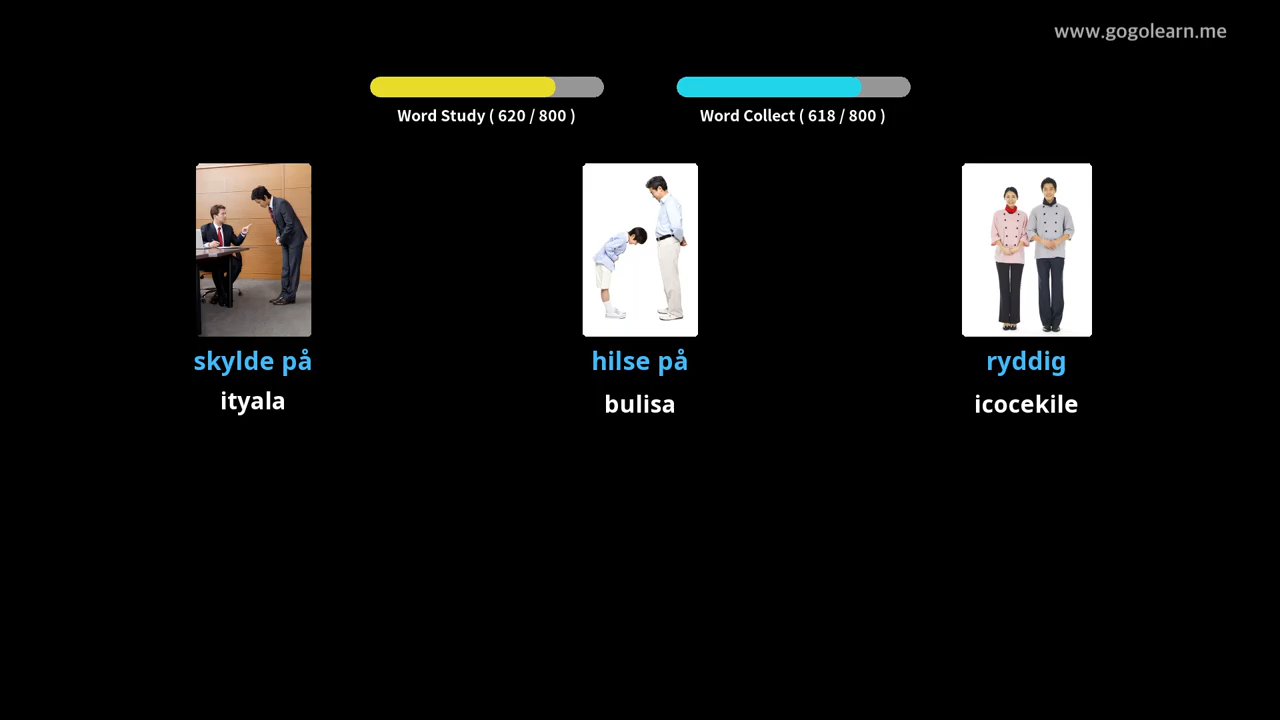 www.gogolearn.me
Word Study ( 620 / 800 )
Word Collect ( 618 / 800 )
skylde på
ityala
hilse på
bulisa
ryddig
icocekile